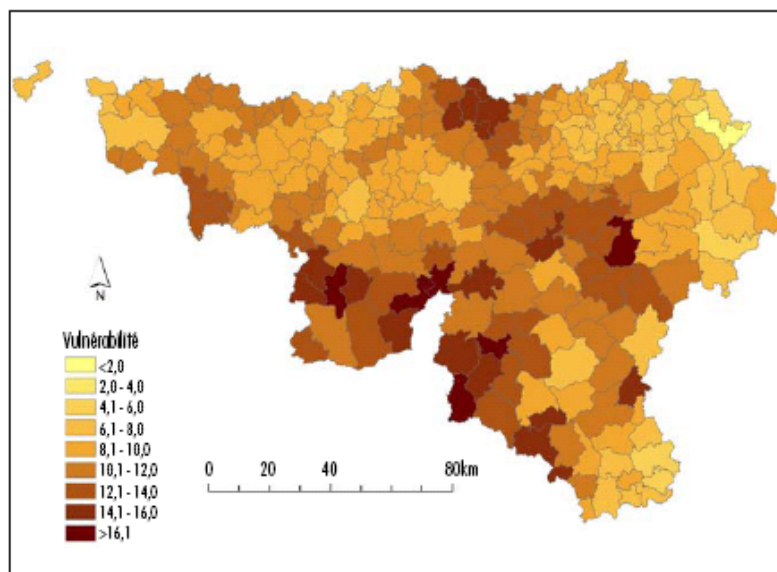 N
Vulnérabilité
<2,0
2,0 - 4,0
4,1 - 6,0
6,1 - 8,0
8,1 - 10,0
10,1 - 12,0
12,1 - 14,0
14,1 - 16,0
>16,1
0 20 40 80km